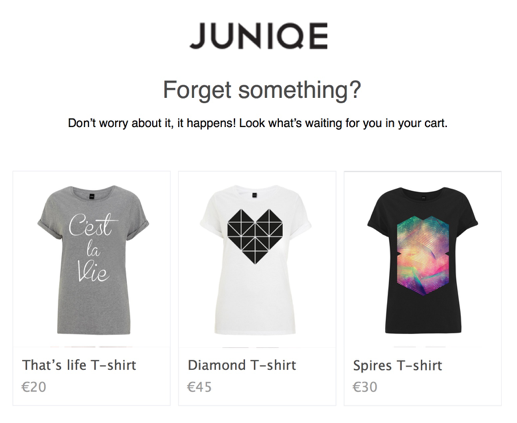 JUNIQE
Forget something?
Don't worry about it, it happens! Look what's waiting for you in your cart.
C'est
la
Vie
That's life T-shirt
€20
Diamond T-shirt
€45
Spires T-shirt
€30